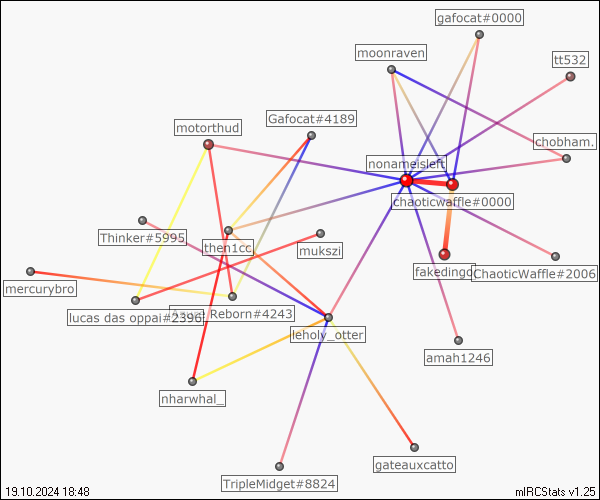 gafocat#0000
moonraven
tt532
Gafocat#4189
motorthud
chobham.
nonameisleft
chaoticwaffle#0000
Thinker#5995
then1cc.
mukszi
fakedingo
ChaoticWaffle#2006
mercurybro
lucas das oppai#2396
Reborn#4243
leholy_otter
amah1246
nharwhal_
gateauxcatto
TripleMidget#8824
19.10.2024 18:48
mIRCStats v1.25